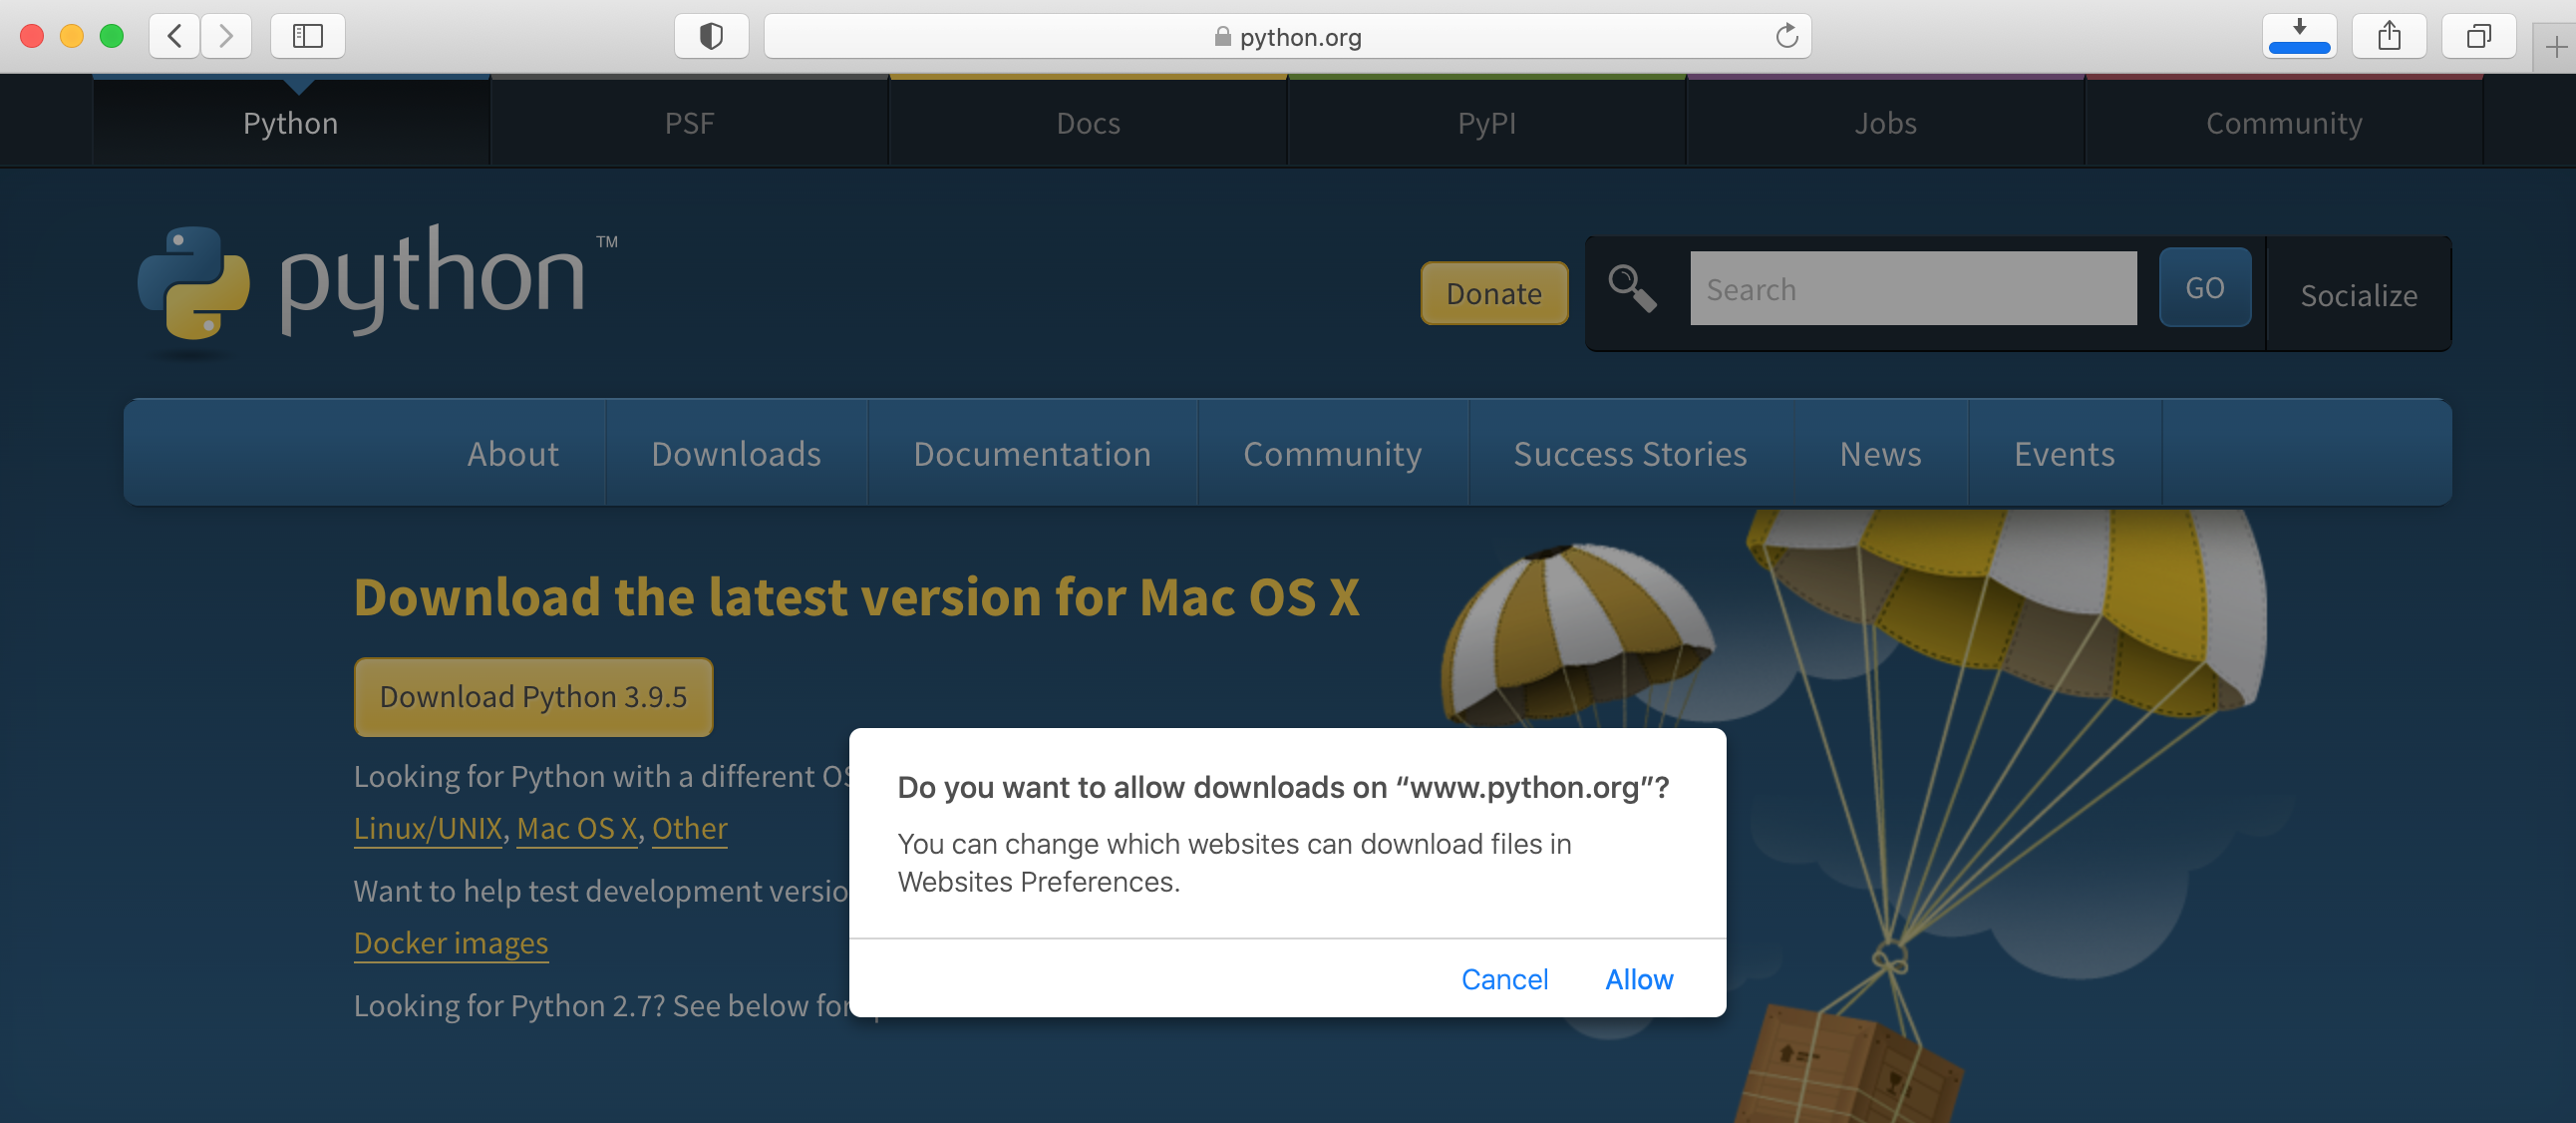 python.org
Python PSF Docs PyPI Jobs Community
python™
Donate Search GO Socialize
About Downloads Documentation Community Success Stories News Events
Download the latest version for Mac OS X
Download Python 3.9.5
Looking for Python with a different OS
Linux/UNIX, Mac OS X, Other
Want to help test development versio
Docker images
Looking for Python 2.7? See below for
Do you want to allow downloads on “www.python.org”?
You can change which websites can download files in
Websites Preferences.
Cancel Allow